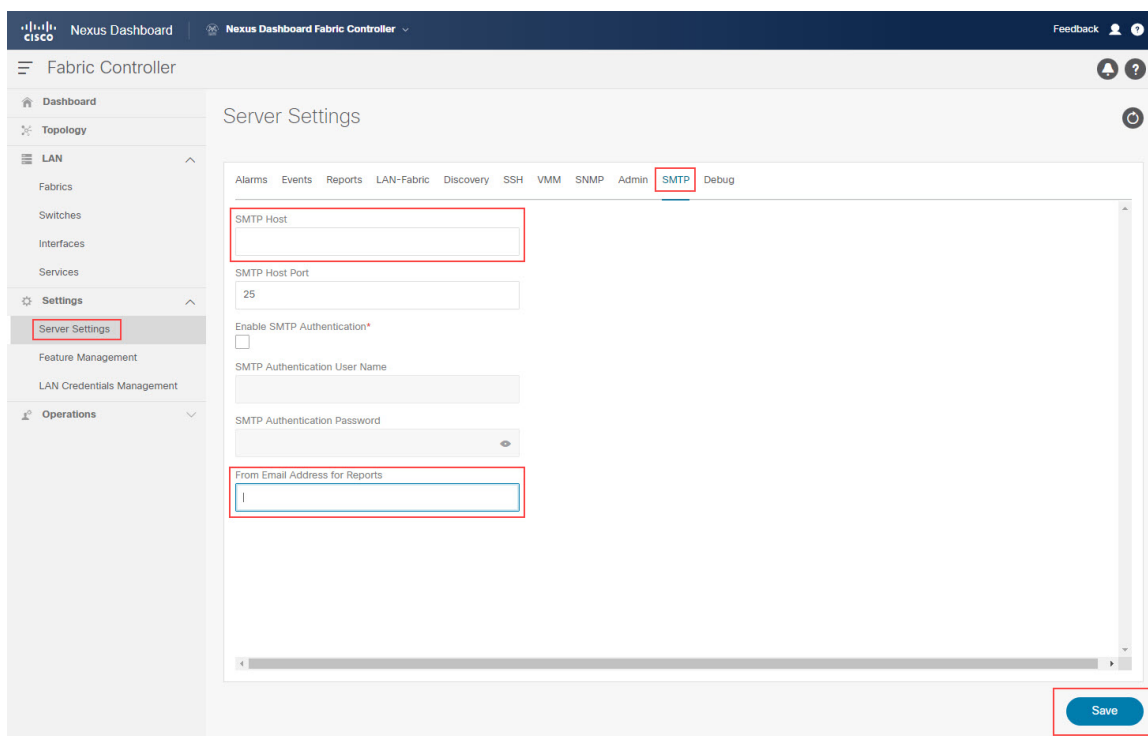 cisco Nexus Dashboard Nexus Dashboard Fabric Controller Feedback ?
Fabric Controller ?
Dashboard
Topology
LAN
Fabrics
Switches
Interfaces
Services
Settings
Server Settings
Feature Management
LAN Credentials Management
Operations
Server Settings
Alarms Events Reports LAN-Fabric Discovery SSH VMM SNMP Admin SMTP Debug
SMTP Host
SMTP Host Port
25
Enable SMTP Authentication*
SMTP Authentication User Name
SMTP Authentication Password
From Email Address for Reports
Save